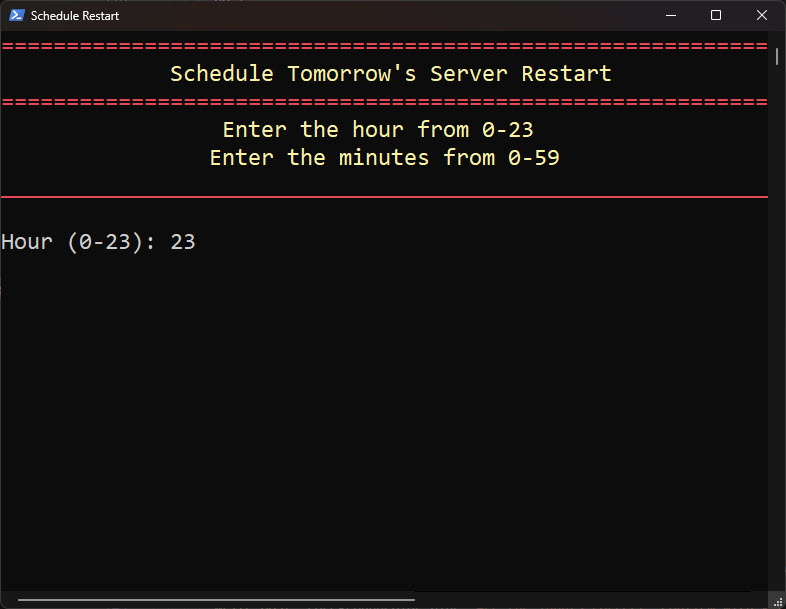 Schedule Restart
===========================================================
Schedule Tomorrow's Server Restart
===========================================================
Enter the hour from 0-23
Enter the minutes from 0-59
Hour (0-23): 23